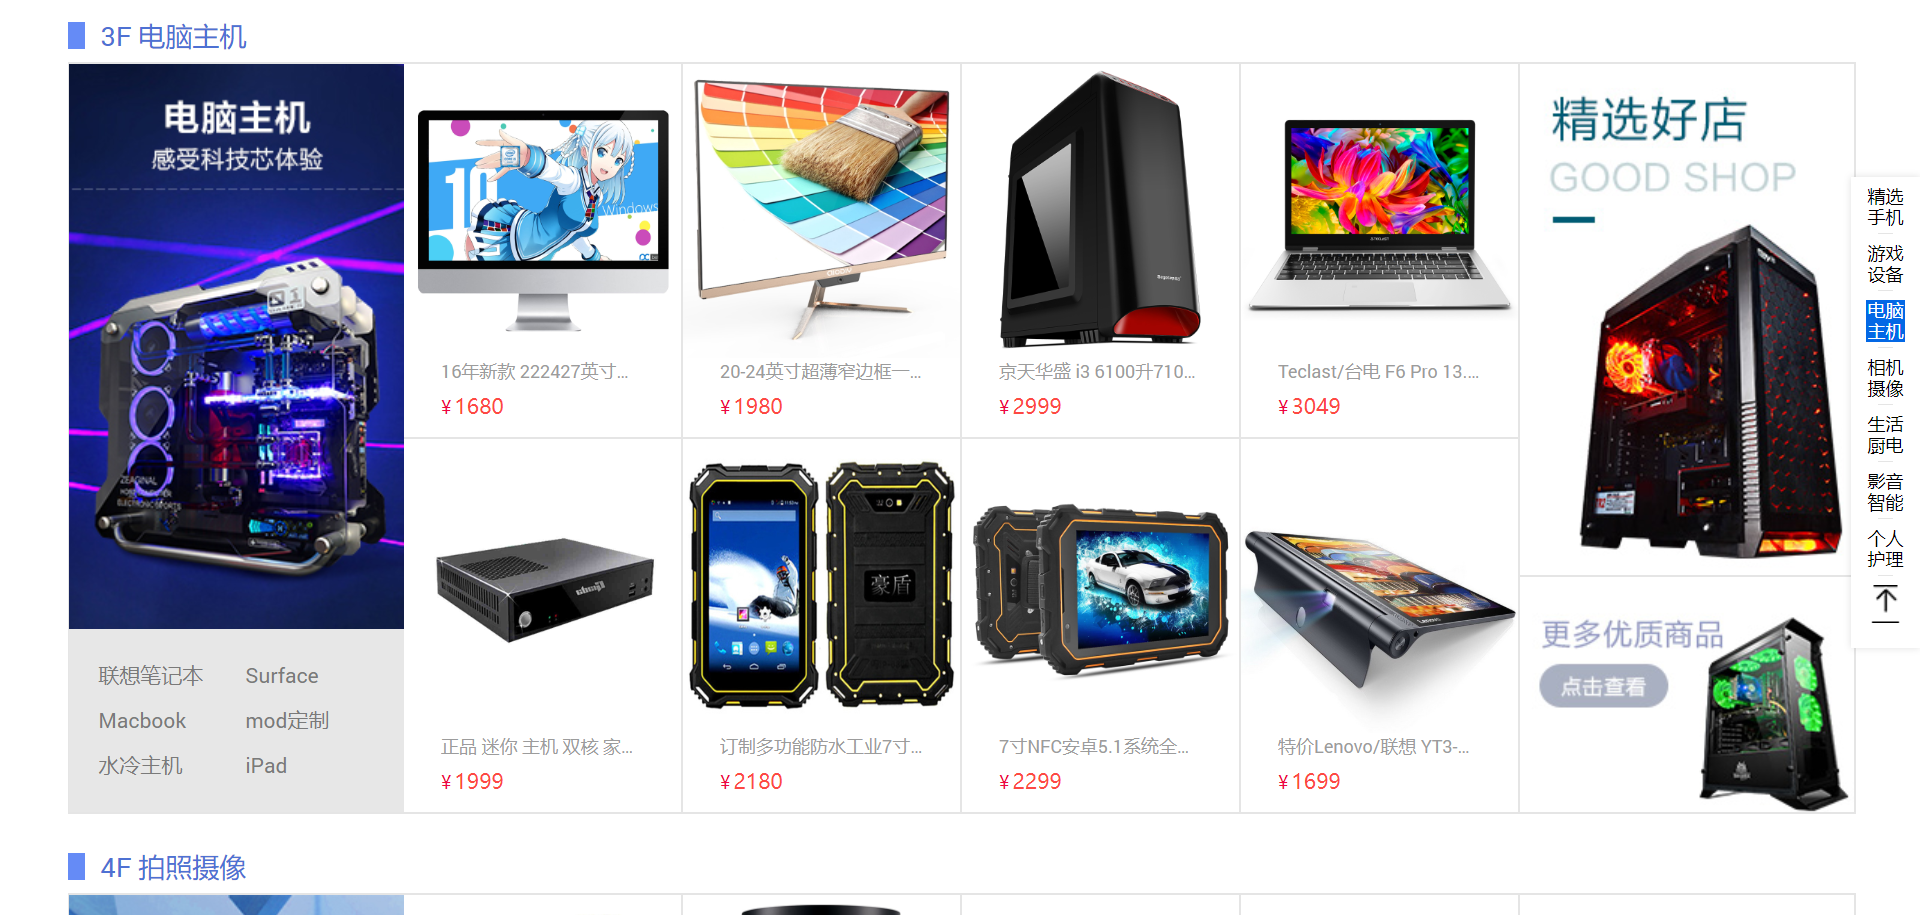 3F 电脑主机
电脑主机
感受科技芯体验
联想笔记本
Surface
Macbook
mod定制
水冷主机
iPad
10
Windows
16年新款 222427英寸...
¥1680
20-24英寸超薄窄边框一...
¥1980
京天华盛 i3 6100升710...
¥2999
Teclast/台电 F6 Pro 13....
¥3049
正品 迷你 主机 双核 家...
¥1999
豪盾
订制多功能防水工业7寸...
¥2180
7寸NFC安卓5.1系统全...
¥2299
Lenovo
特价Lenovo/联想 YT3-...
¥1699
精选好店
GOOD SHOP
更多优质商品
点击查看
精选
手机
游戏
设备
电脑
主机
相机
摄像
生活
厨电
影音
智能
个人
护理
4F 拍照摄像